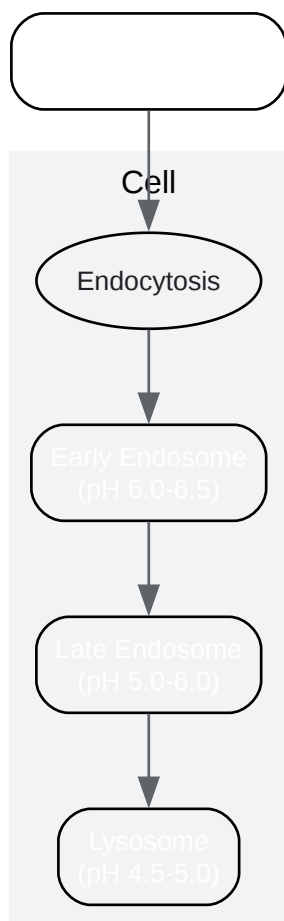 Cell
Endocytosis
Early Endosome
(pH 6.0-6.5)
Late Endosome
(pH 5.0-6.0)
Lysosome
(pH 4.5-5.0)